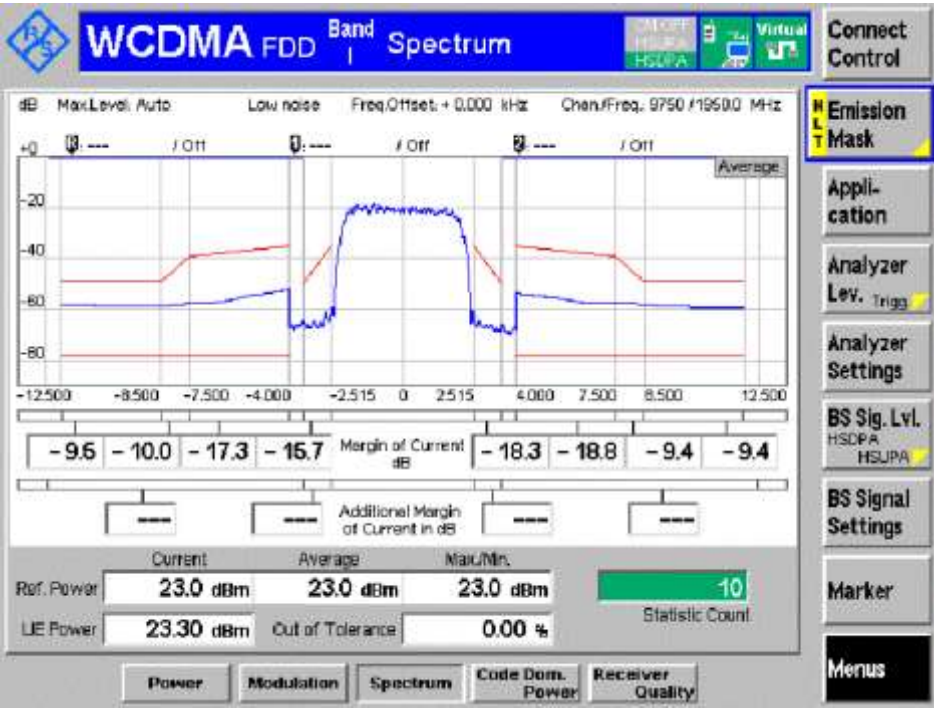 WCDMA FDD Band I Spectrum
HSDPA
Virtual
Connect Control
dB Max.Level: Auto Low noise Freq.Offset: + 0.000 kHz Chan./Freq.: 9750 / 1950.0 MHz
+0 --- / Off 1: --- / Off 2: --- / Off
Average
-20
-40
-60
-80
-12.500 -8.500 -7.500 -4.000 -2.515 0 2.515 4.000 7.500 8.500 12.500
- 9.6 - 10.0 - 17.3 - 15.7 Margin of Current dB - 18.3 - 18.8 - 9.4 - 9.4
--- --- Additional Margin of Current in dB --- ---
Current Average Max./Min.
Ref. Power 23.0 dBm 23.0 dBm 23.0 dBm 10
Statistic Count
UE Power 23.30 dBm Out of Tolerance 0.00 %
Power Modulation Spectrum Code Dom. Power Receiver Quality
HLT
Emission Mask
Appli-
cation
Analyzer
Lev. Trigg.
Analyzer
Settings
BS Sig. Lvl.
HSDPA
HSUPA
BS Signal
Settings
Marker
Menus